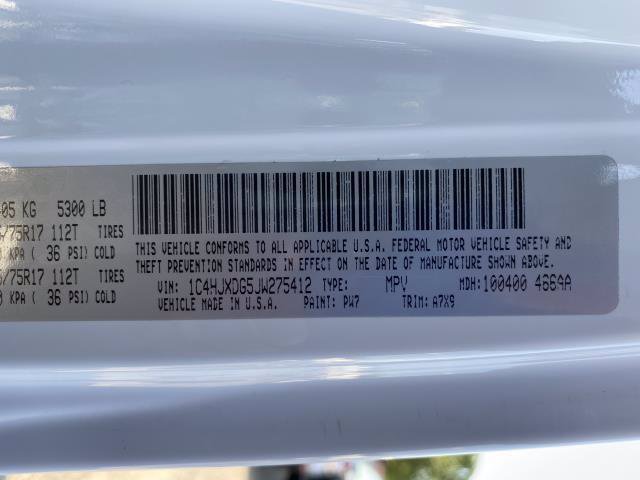 05 KG 5300 LB
/75R17 112T TIRES
KPA ( 36 PSI) COLD
/75R17 112T TIRES
KPA ( 36 PSI) COLD
THIS VEHICLE CONFORMS TO ALL APPLICABLE U.S.A. FEDERAL MOTOR VEHICLE SAFETY AND
THEFT PREVENTION STANDARDS IN EFFECT ON THE DATE OF MANUFACTURE SHOWN ABOVE.
VIN: 1C4HJXDG5JW275412 TYPE: MPV MDH: 100400 4669A
VEHICLE MADE IN U.S.A. PAINT: PW7 TRIM: A7X9